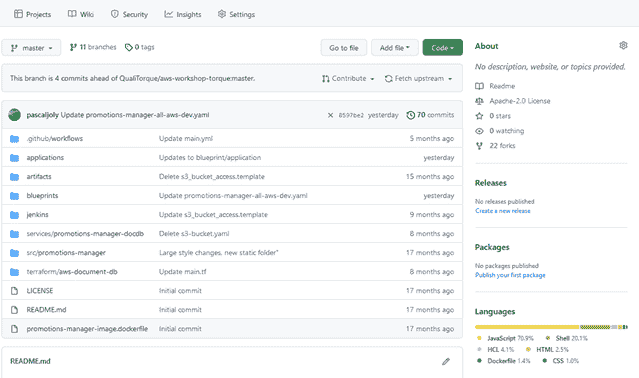 Projects Wiki Security Insights Settings
master 11 branches 0 tags Go to file Add file Code
This branch is 4 commits ahead of QualiTorque/aws-workshop-torque:master. Contribute Fetch upstream
pascaljoly Update promotions-manager-all-aws-dev.yaml 8597be2 yesterday 70 commits
.github/workflows Update main.yml 5 months ago
applications Updates to blueprint/application yesterday
artifacts Delete s3_bucket_access.template 15 months ago
blueprints Update promotions-manager-all-aws-dev.yaml yesterday
jenkins Update s3_bucket_access.template 9 months ago
services/promotions-manager-docdb Delete s3-bucket.yaml 8 months ago
src/promotions-manager Large style changes, new static folder" 17 months ago
terraform/aws-document-db Update main.tf 8 months ago
LICENSE Initial commit 17 months ago
README.md Initial commit 17 months ago
promotions-manager-image.dockerfile Initial commit 17 months ago
README.md
About
No description, website, or topics provided.
Readme
Apache-2.0 License
0 stars
0 watching
22 forks
Releases
No releases published
Create a new release
Packages
No packages published
Publish your first package
Languages
JavaScript 70.9% Shell 20.1%
HCL 4.1% HTML 2.5%
Dockerfile 1.4% CSS 1.0%